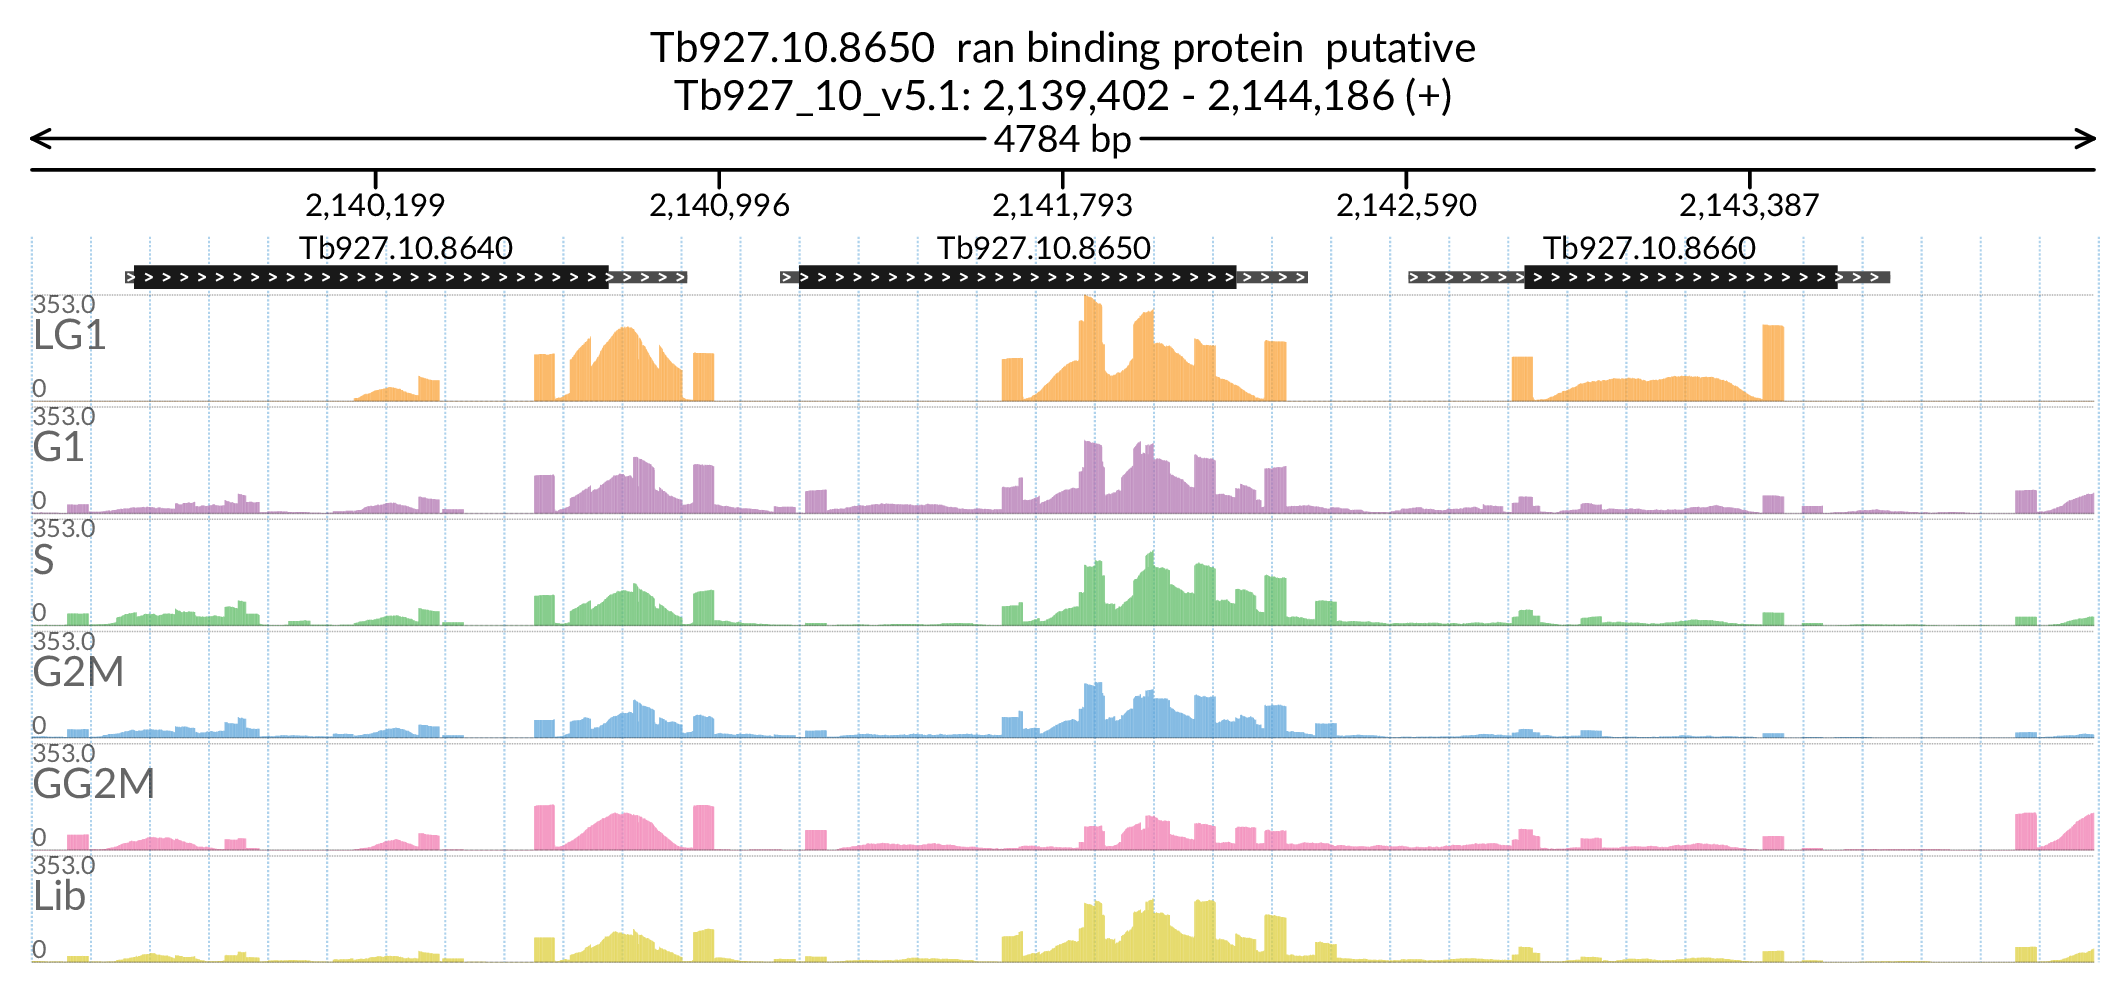 Tb927.10.8650  ran binding protein  putative
Tb927_10_v5.1: 2,139,402 - 2,144,186 (+)
4784 bp
2,140,199 2,140,996 2,141,793 2,142,590 2,143,387
Tb927.10.8640 Tb927.10.8650 Tb927.10.8660
353.0
LG1
0
353.0
G1
0
353.0
S
0
353.0
G2M
0
353.0
GG2M
0
353.0
Lib
0